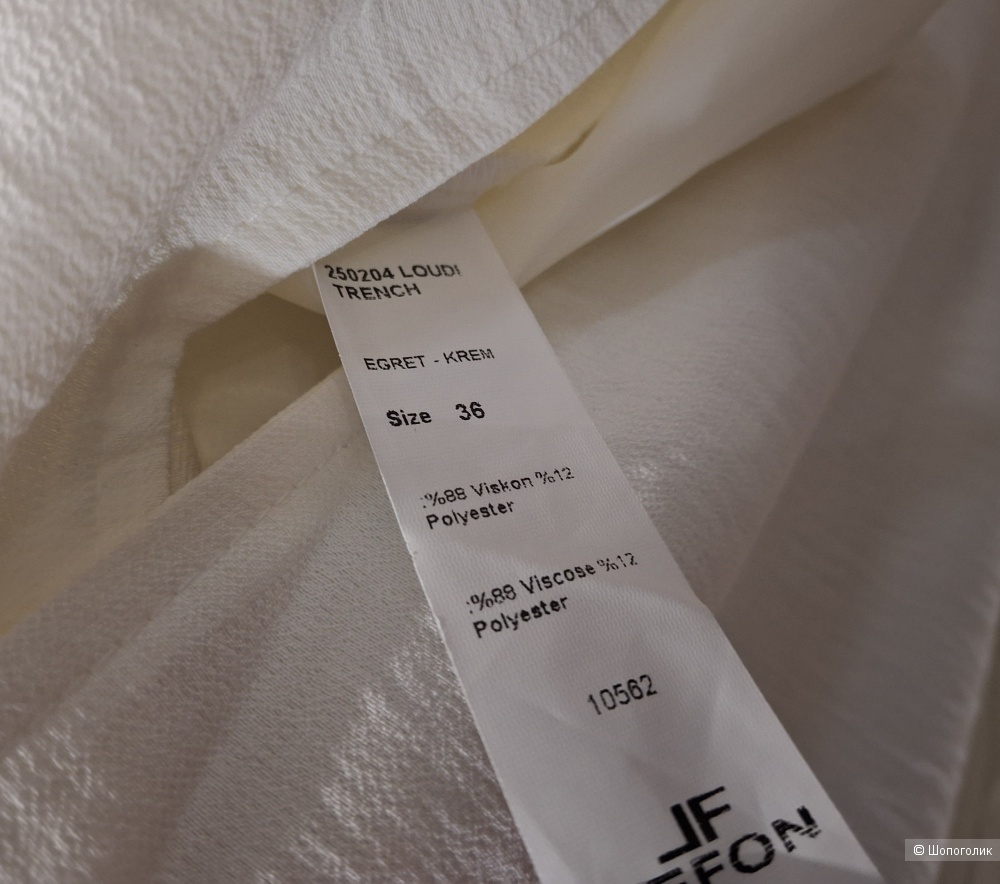 250204 LOUDI
TRENCH
EGRET - KREM
Size 36
:%88 Viskon %12
Polyester
:%88 Viscose %12
Polyester
10562
© Шопоголик